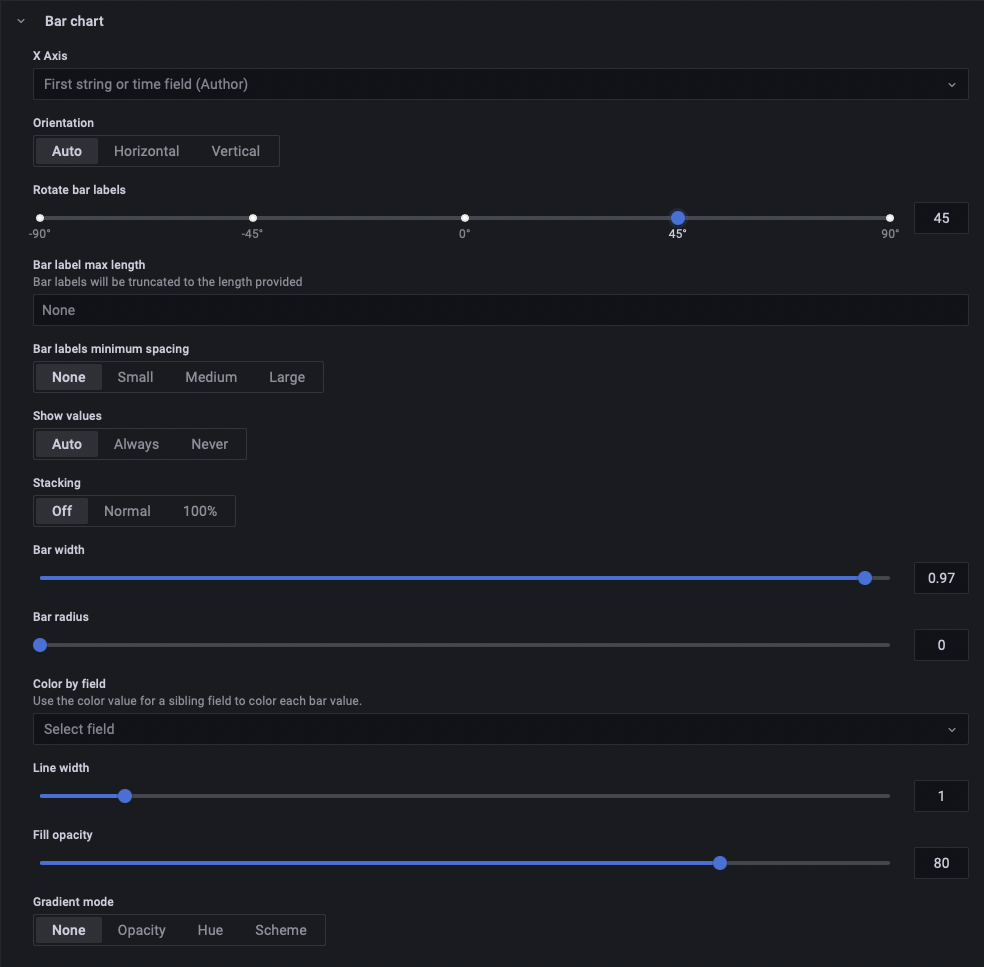 Bar chart
X Axis
First string or time field (Author)
Orientation
Auto Horizontal Vertical
Rotate bar labels
45
-90° -45° 0° 45° 90°
Bar label max length
Bar labels will be truncated to the length provided
None
Bar labels minimum spacing
None Small Medium Large
Show values
Auto Always Never
Stacking
Off Normal 100%
Bar width
0.97
Bar radius
0
Color by field
Use the color value for a sibling field to color each bar value.
Select field
Line width
1
Fill opacity
80
Gradient mode
None Opacity Hue Scheme